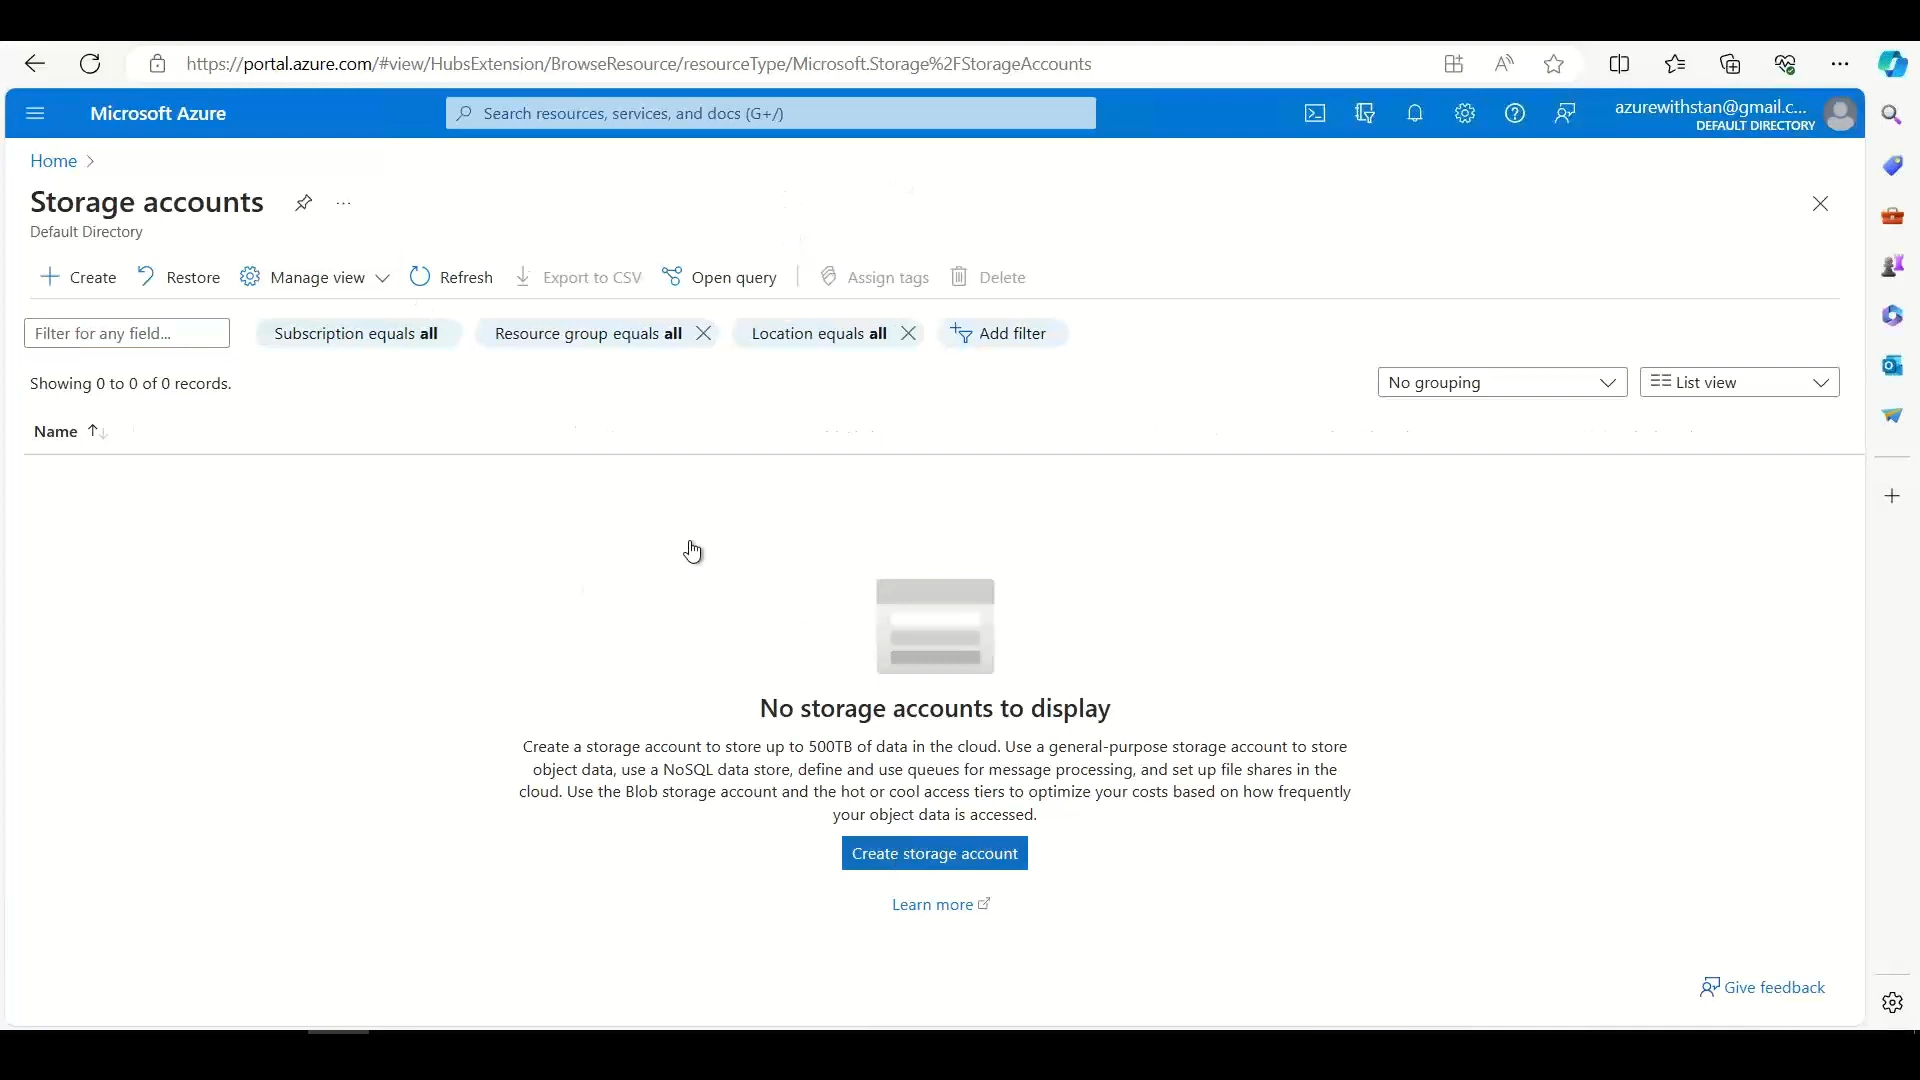 https://portal.azure.com/#view/HubsExtension/BrowseResource/resourceType/Microsoft.Storage%2FStorageAccounts
Microsoft Azure
Search resources, services, and docs (G+/)
azurewithstan@gmail.c...
DEFAULT DIRECTORY
Home
Storage accounts
Default Directory
Create
Restore
Manage view
Refresh
Export to CSV
Open query
Assign tags
Delete
Filter for any field...
Subscription equals all
Resource group equals all
Location equals all
Add filter
Showing 0 to 0 of 0 records.
No grouping
List view
Name
No storage accounts to display
Create a storage account to store up to 500TB of data in the cloud. Use a general-purpose storage account to store
object data, use a NoSQL data store, define and use queues for message processing, and set up file shares in the
cloud. Use the Blob storage account and the hot or cool access tiers to optimize your costs based on how frequently
your object data is accessed.
Create storage account
Learn more
Give feedback